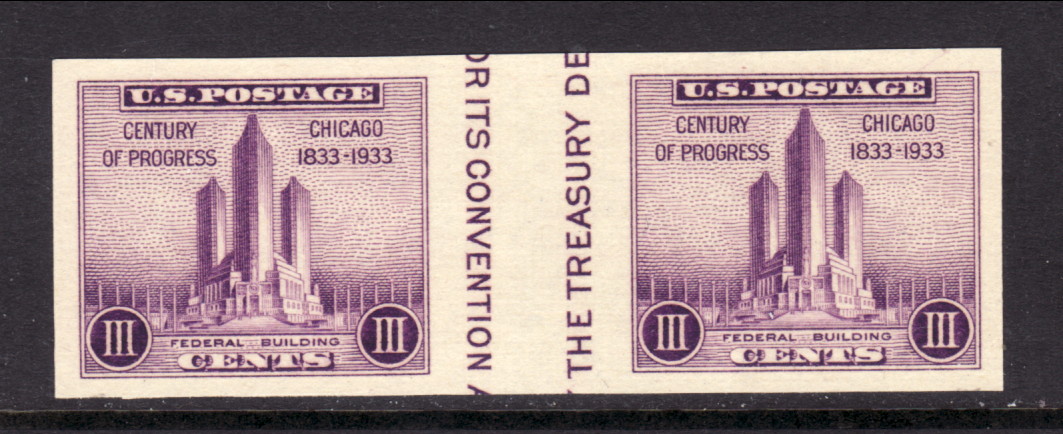 U.S. POSTAGE
CENTURY OF PROGRESS
CHICAGO 1833-1933
III
III
FEDERAL BUILDING
CENTS
OR ITS CONVENTION A
THE TREASURY DE
U.S. POSTAGE
CENTURY OF PROGRESS
CHICAGO 1833-1933
III
III
FEDERAL BUILDING
CENTS